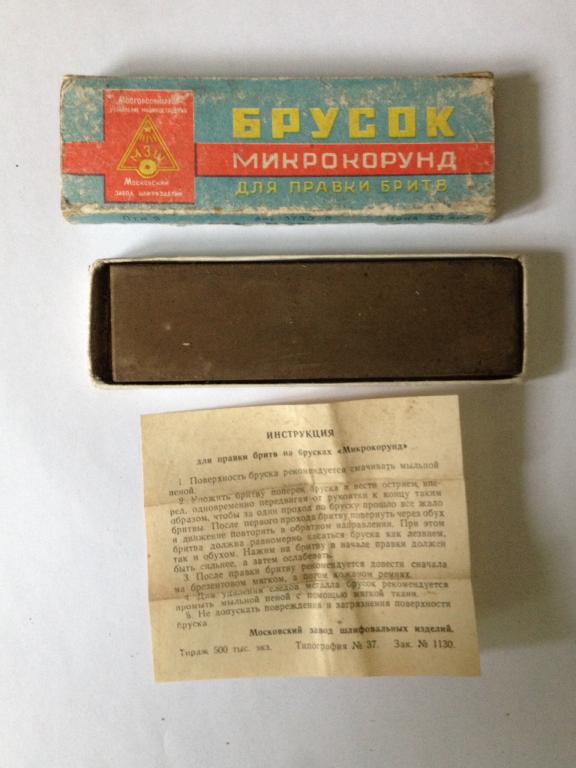 БРУСОК
МИКРОКОРУНД
ДЛЯ ПРАВКИ БРИТВ
МЗШИ
Московский
ЗАВОД ШЛИФИЗДЕЛИЙ
ИНСТРУКЦИЯ
для правки бритв на брусках «Микрокорунд»
1. Поверхность бруска рекомендуется смачивать мыльной
пеной.
2. Уложить бритву поперек бруска и вести острием впе-
ред, одновременно передвигая от рукоятки к концу таким
образом, чтобы за один проход по бруску прошло все жало
бритвы. После первого прохода бритву повернуть через обух
и движение повторить в обратном направлении. При этом
бритва должна равномерно касаться бруска как лезвием,
так и обухом. Нажим на бритву в начале правки должен
быть сильнее, а затем ослабевать.
3. После правки бритву рекомендуется довести сначала
на брезентовом мягком, а потом кожаном ремнях.
4. Для удаления следов металла брусок рекомендуется
промыть мыльной пеной с помощью мягкой ткани.
5. Не допускать повреждения и загрязнения поверхности
бруска.
Московский завод шлифовальных изделий.
Тираж 500 тыс. экз. Типография № 37. Зак. № 1130.